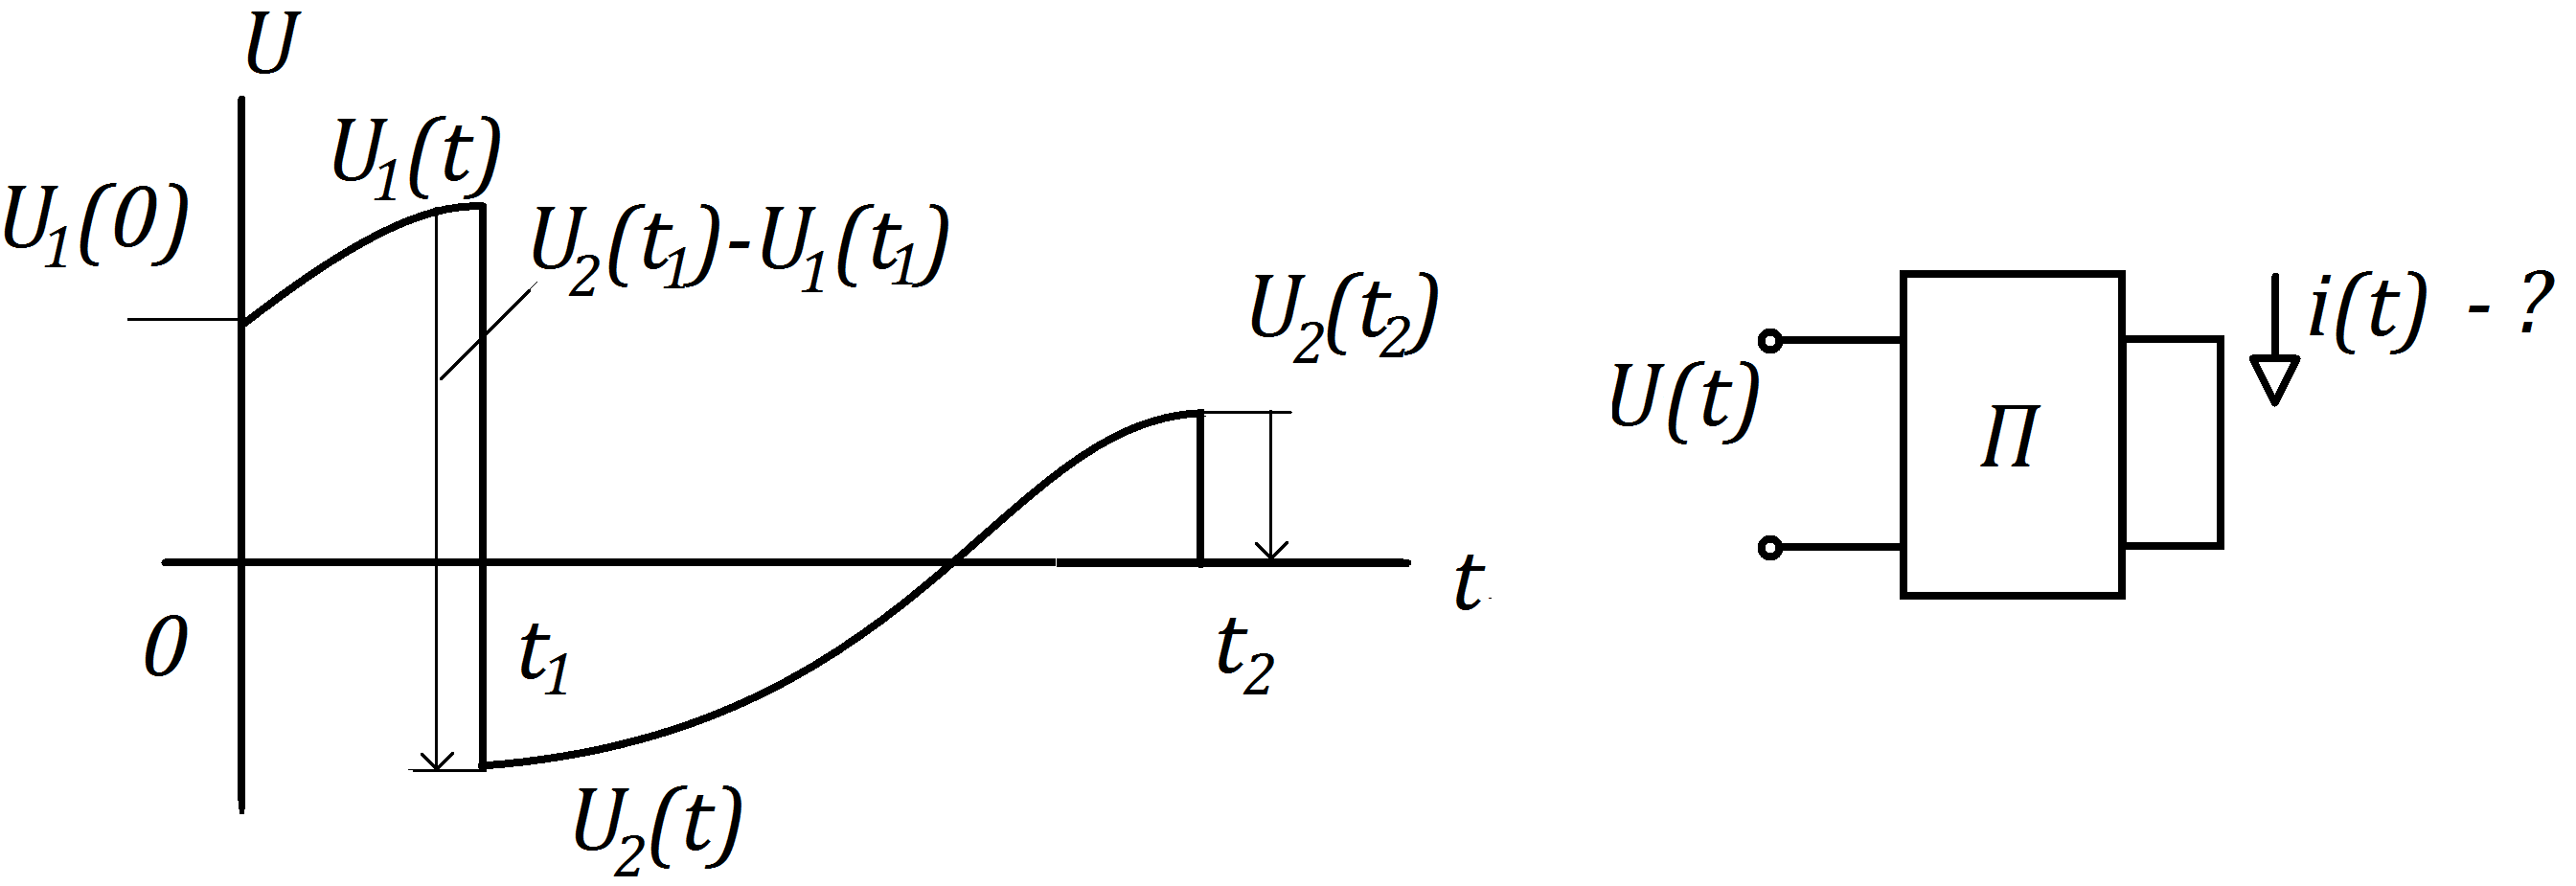 U
U₁(t)
U₁(0)
U₂(t₁)-U₁(t₁)
U₂(t₂)
i(t) - ?
U(t)
П
0
t₁
t₂
t
U₂(t)